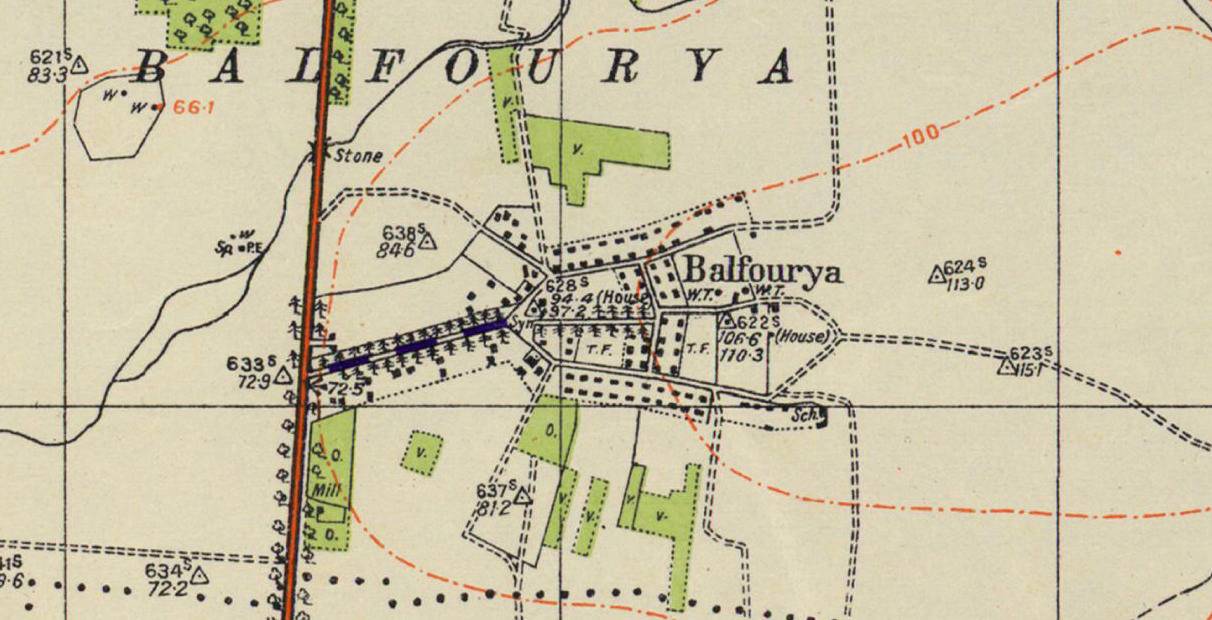 BALFOURYA
621ˢ
83·3
W
W
66·1
V.
100
V.
Stone
W
Sp
P.E
638ˢ
84·6
Balfourya
624ˢ
113·0
628ˢ
94·4 (House)
97·2
W.T.
W.T.
Syn
622ˢ
106·6 (House)
110·3
T.F.
T.F.
633ˢ
72·9
72·5
623ˢ
115·1
Sch.
O.
O.
V.
Mill
637ˢ
81·2
V.
V.
V.
V.
O.
634ˢ
72·2